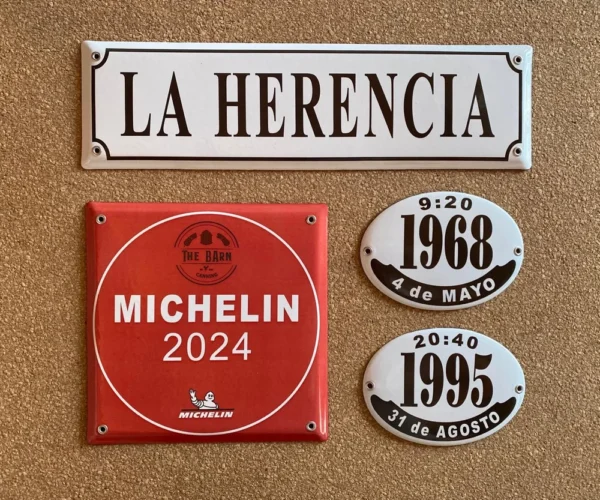 LA HERENCIA
THE BARN
MICHELIN
2024
MICHELIN
9:20
1968
4 de MAYO
20:40
1995
31 de AGOSTO